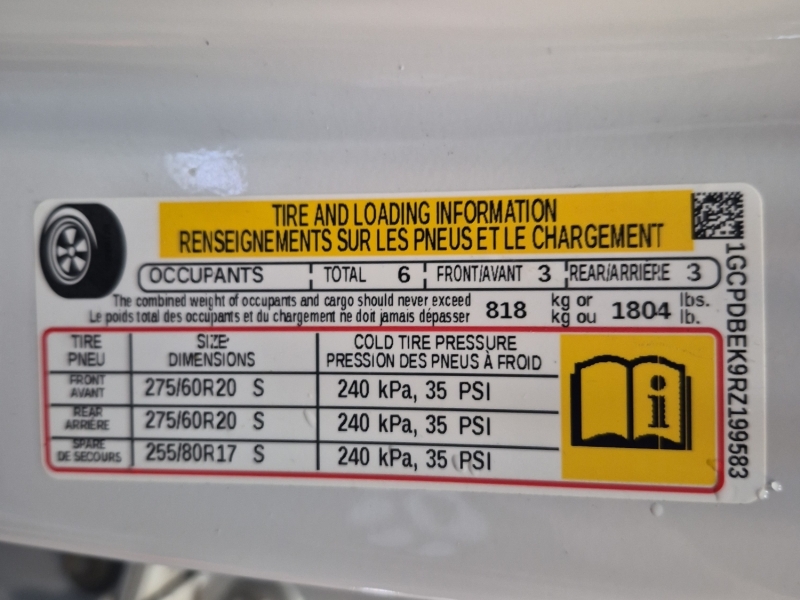 TIRE AND LOADING INFORMATION
RENSEIGNEMENTS SUR LES PNEUS ET LE CHARGEMENT
OCCUPANTS TOTAL 6 FRONT/AVANT 3 REAR/ARRIÈRE 3
The combined weight of occupants and cargo should never exceed 818 kg or 1804 lbs.
Le poids total des occupants et du chargement ne doit jamais dépasser kg ou lb.
TIRE SIZE COLD TIRE PRESSURE
PNEU DIMENSIONS PRESSION DES PNEUS À FROID
FRONT
AVANT 275/60R20 S 240 kPa, 35 PSI
REAR
ARRIÈRE 275/60R20 S 240 kPa, 35 PSI
SPARE
DE SECOURS 255/80R17 S 240 kPa, 35 PSI
i
1GCPDBEK9RZ199583